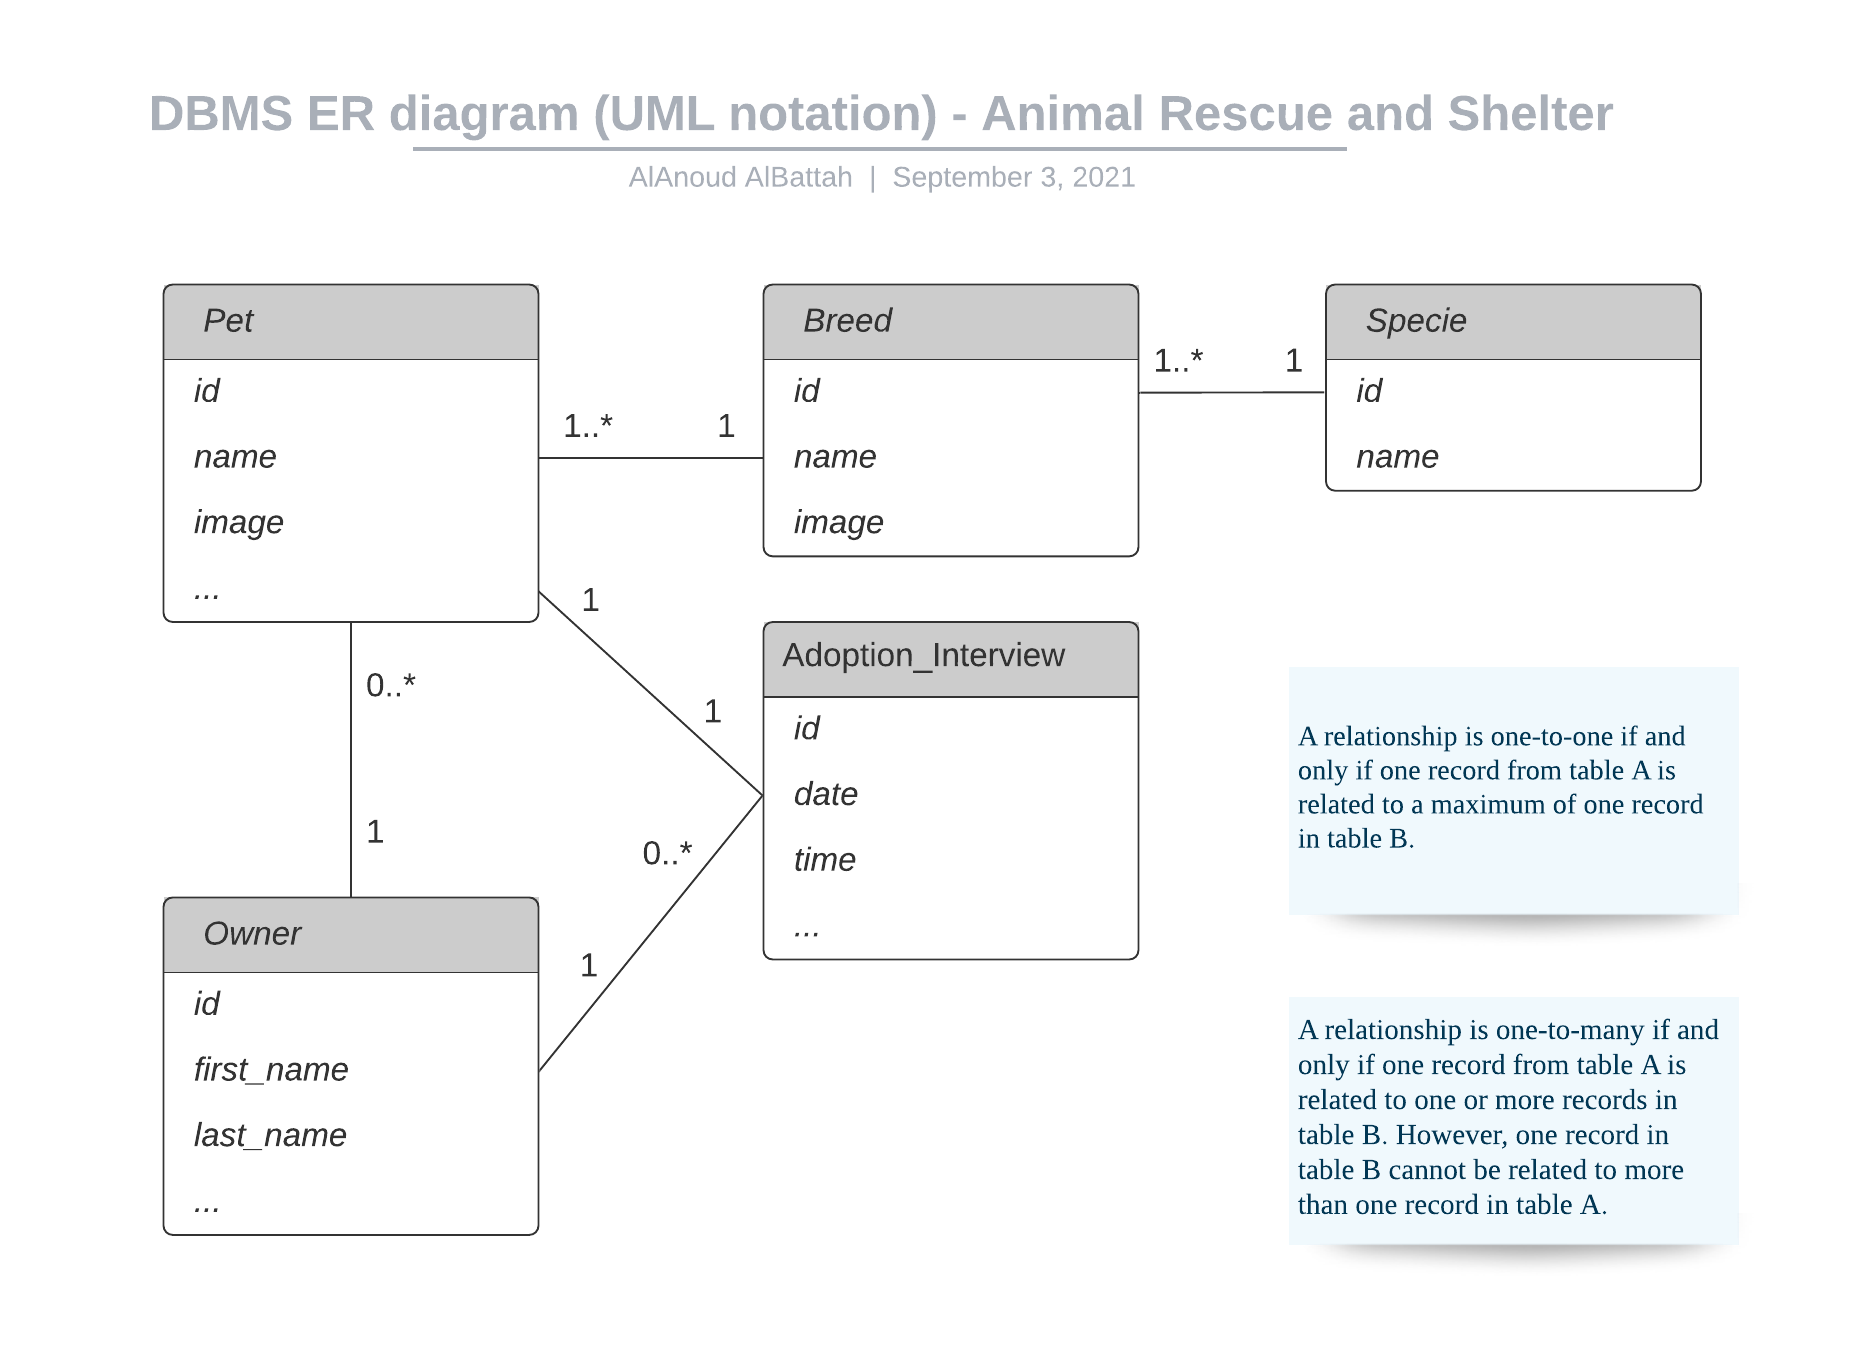 DBMS ER diagram (UML notation) - Animal Rescue and Shelter
AlAnoud AlBattah | September 3, 2021
Pet
id
name
image
...
1..*
1
Breed
id
name
image
1..*
1
Specie
id
name
0..*
1
1
1
Adoption_Interview
id
date
time
...
0..*
1
Owner
id
first_name
last_name
...
A relationship is one-to-one if and
only if one record from table A is
related to a maximum of one record
in table B.
A relationship is one-to-many if and
only if one record from table A is
related to one or more records in
table B. However, one record in
table B cannot be related to more
than one record in table A.